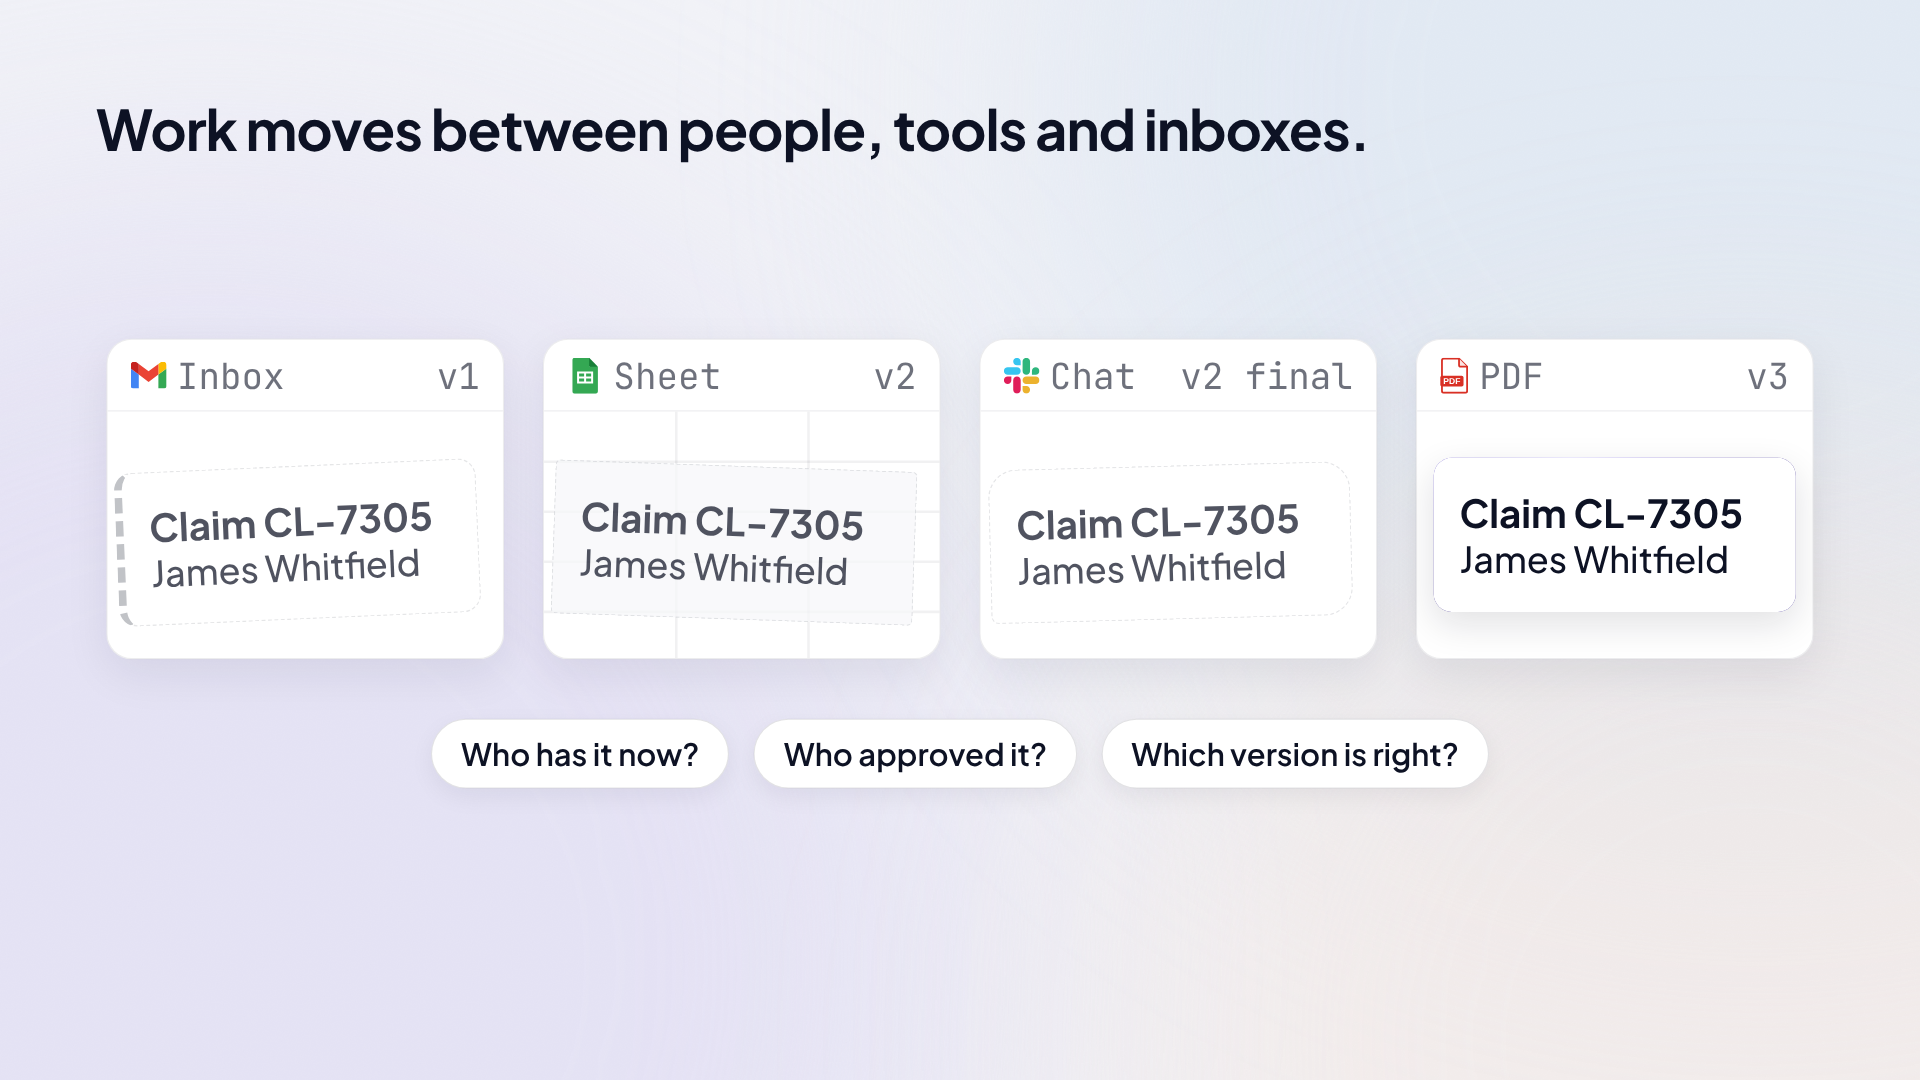 Work moves between people, tools and inboxes.
Inbox v1
Claim CL-7305
James Whitfield
Sheet v2
Claim CL-7305
James Whitfield
Chat v2 final
Claim CL-7305
James Whitfield
PDF PDF v3
Claim CL-7305
James Whitfield
Who has it now?
Who approved it?
Which version is right?